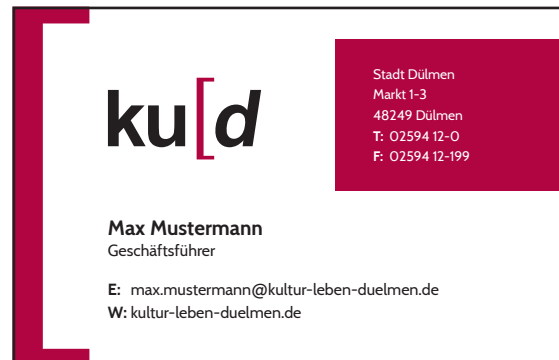 ku[d
Stadt Dülmen
Markt 1-3
48249 Dülmen
T: 02594 12-0
F: 02594 12-199
Max Mustermann
Geschäftsführer
E: max.mustermann@kultur-leben-duelmen.de
W: kultur-leben-duelmen.de